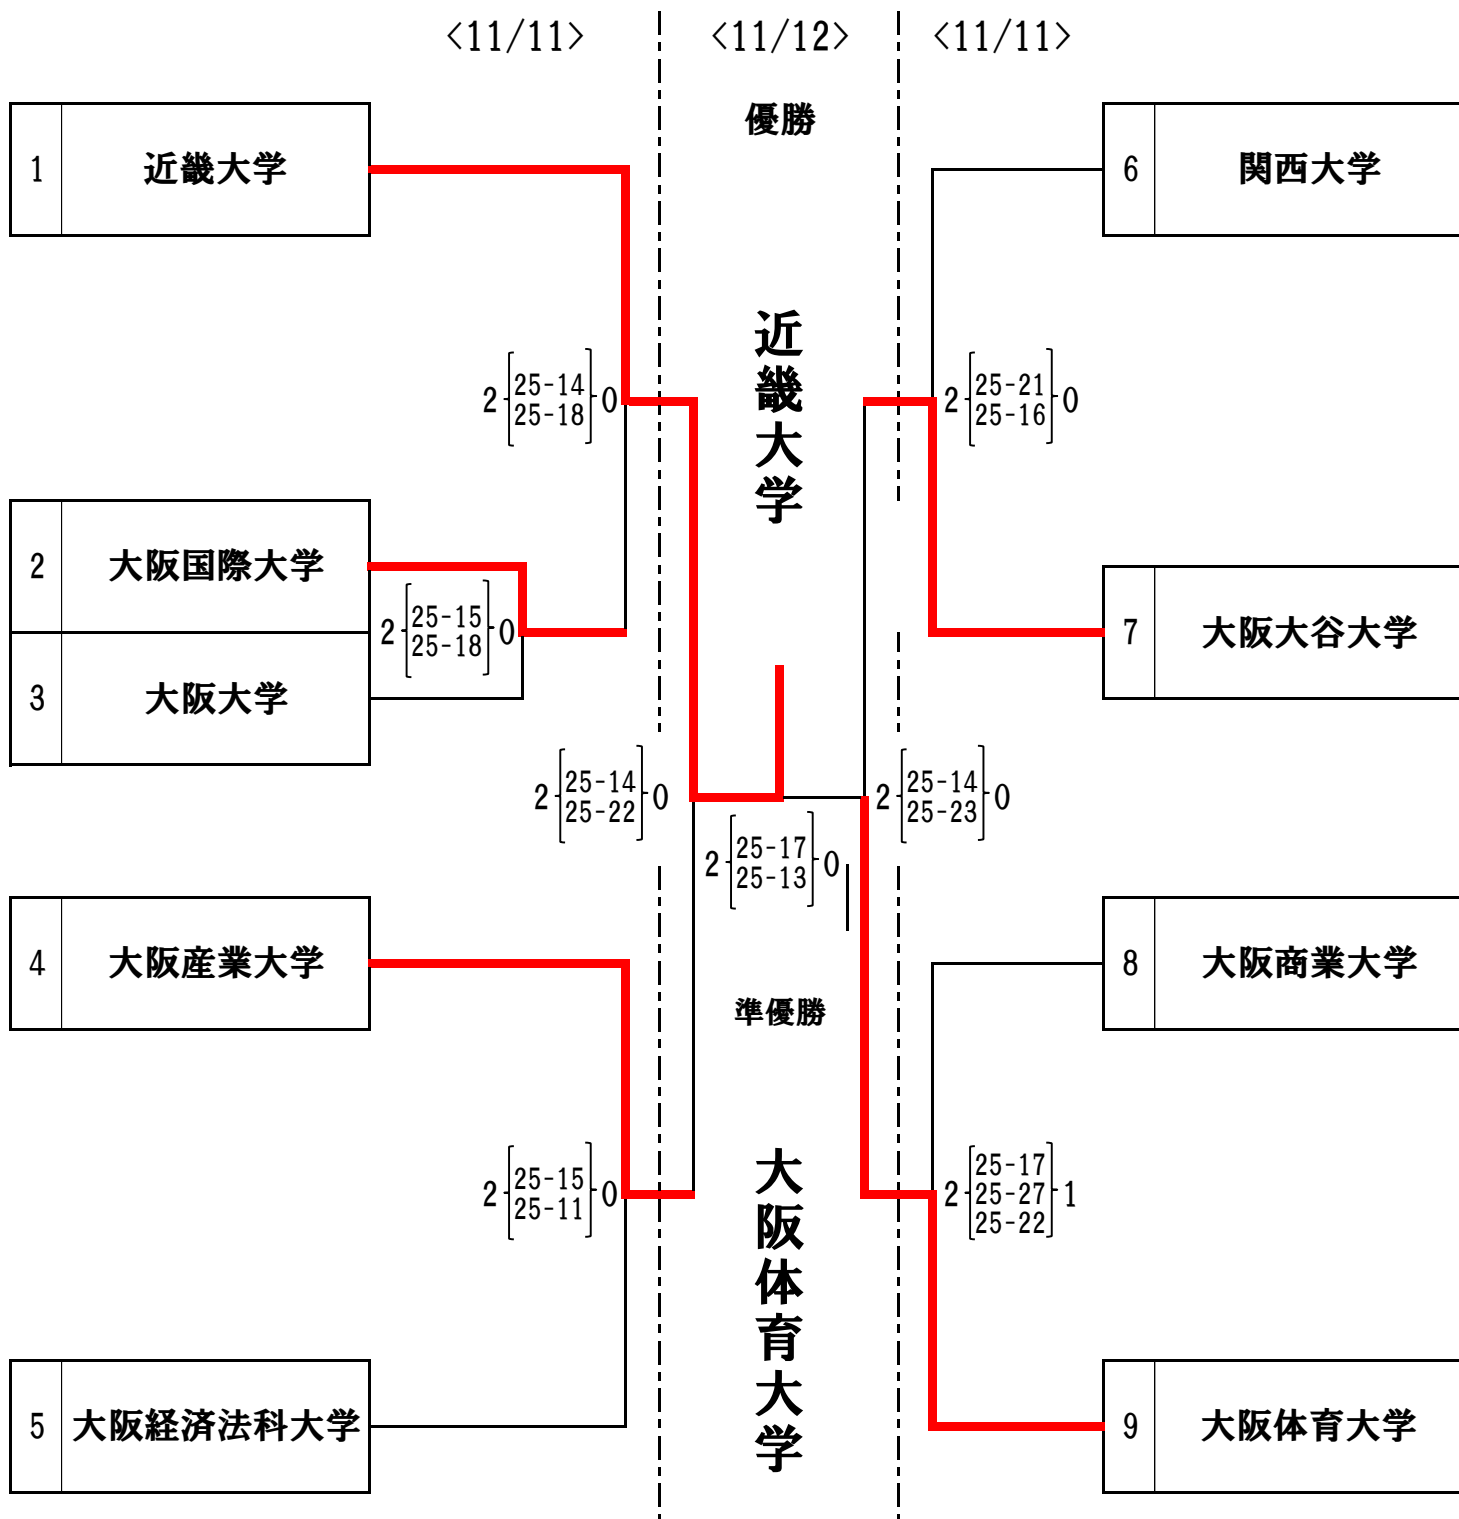 <11/11>
<11/12>
<11/11>
優勝
1 近畿大学
6 関西大学
近畿大学
2 25-14 0
25-18
2 25-21 0
25-16
2 大阪国際大学
2 25-15 0
25-18
7 大阪大谷大学
3 大阪大学
2 25-14 0
25-22
2 25-14 0
25-23
2 25-17 0
25-13
4 大阪産業大学
8 大阪商業大学
準優勝
2 25-15 0
25-11
25-17
2 25-27 1
25-22
大阪体育大学
5 大阪経済法科大学
9 大阪体育大学